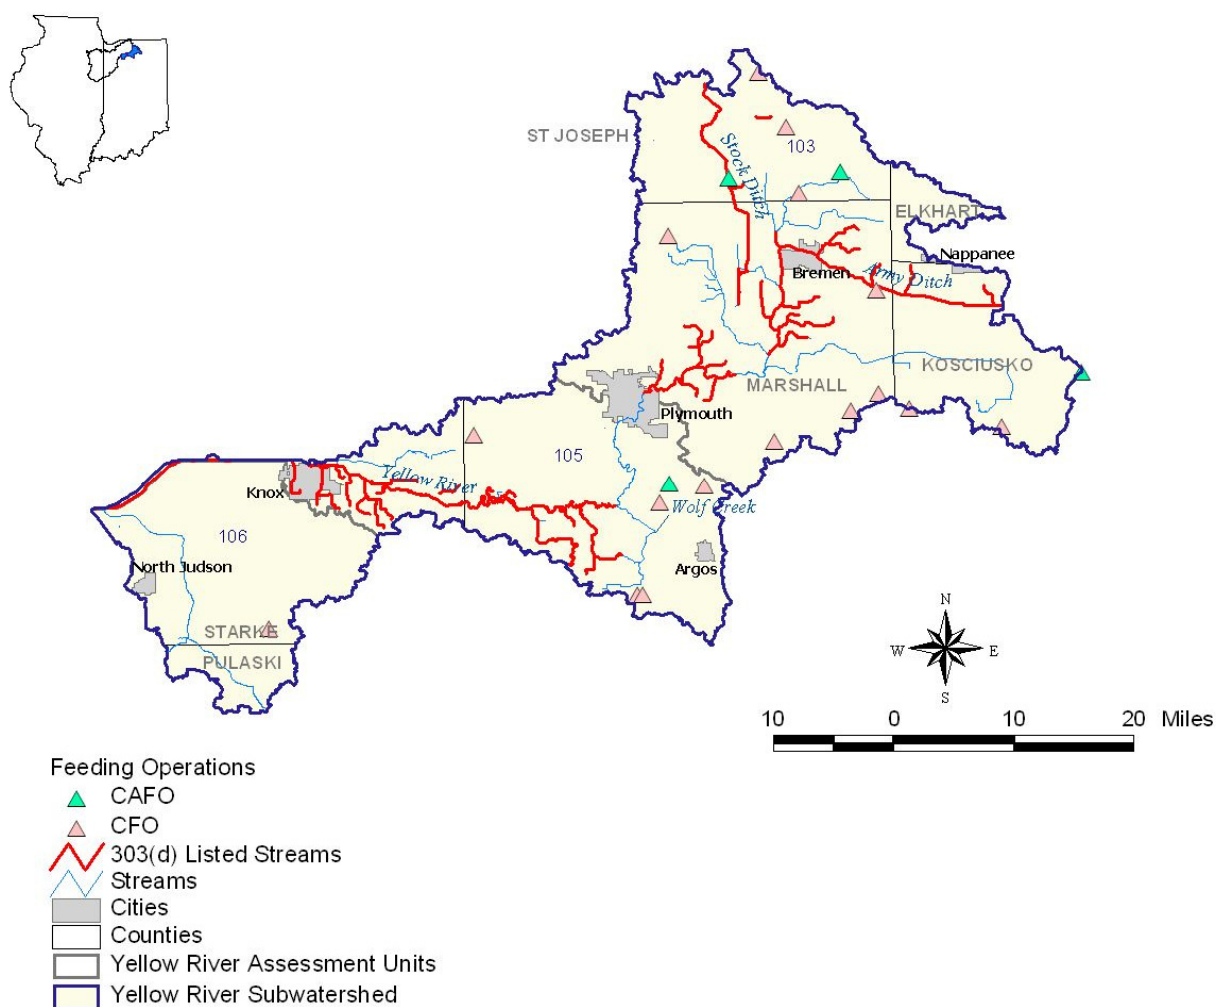 ST JOSEPH
Stock Ditch
103
ELKHART
Nappanee
Bremen
Army Ditch
KOSCIUSKO
MARSHALL
Plymouth
105
Yellow River
Knox
Wolf Creek
106
North Judson
Argos
STARKE
PULASKI
N
W E
S
10 0 10 20 Miles
Feeding Operations
CAFO
CFO
303(d) Listed Streams
Streams
Cities
Counties
Yellow River Assessment Units
Yellow River Subwatershed